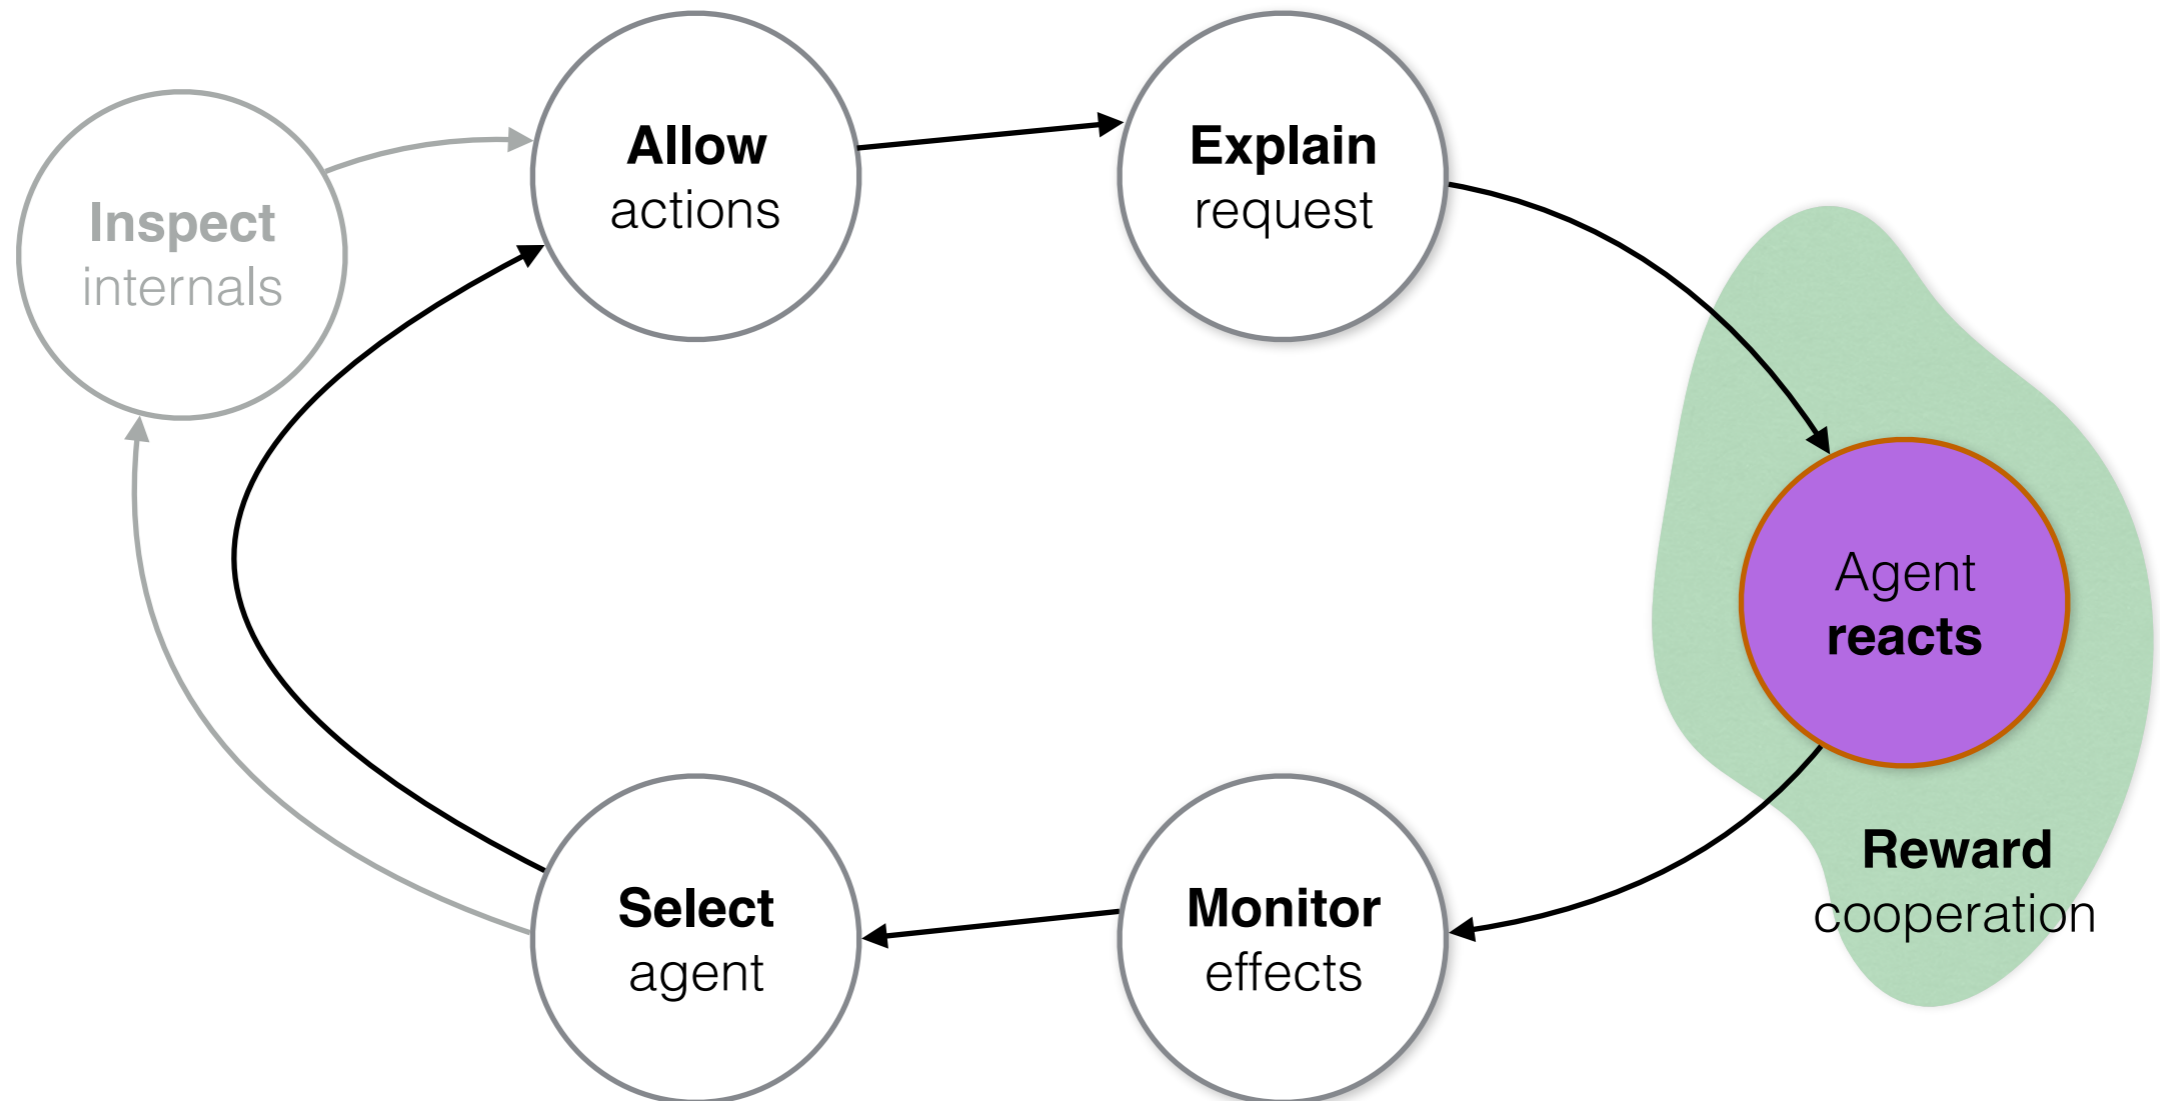 Allow
actions
Explain
request
Inspect
internals
Agent
reacts
Reward
cooperation
Select
agent
Monitor
effects